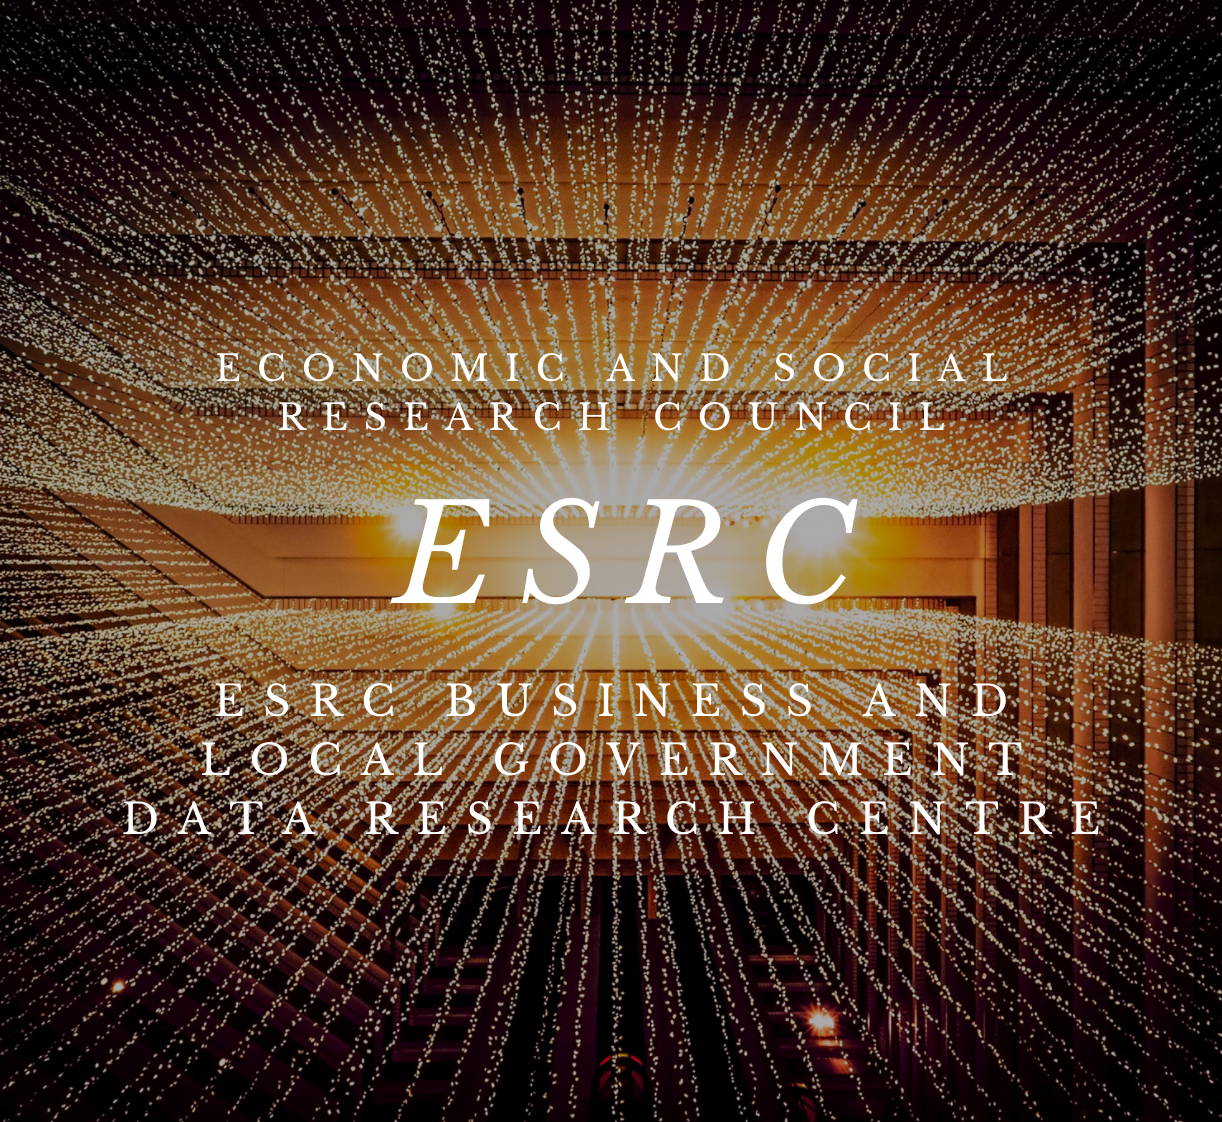 ECONOMIC AND SOCIAL
RESEARCH COUNCIL
ESRC
ESRC BUSINESS AND
LOCAL GOVERNMENT
DATA RESEARCH CENTRE